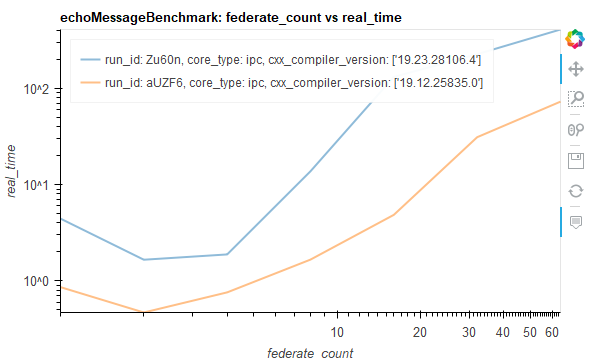 echoMessageBenchmark: federate_count vs real_time
run_id: Zu60n, core_type: ipc, cxx_compiler_version: ['19.23.28106.4']
run_id: aUZF6, core_type: ipc, cxx_compiler_version: ['19.12.25835.0']
10^2
10^1
10^0
real_time
10
20
30
40
50
60
federate_count